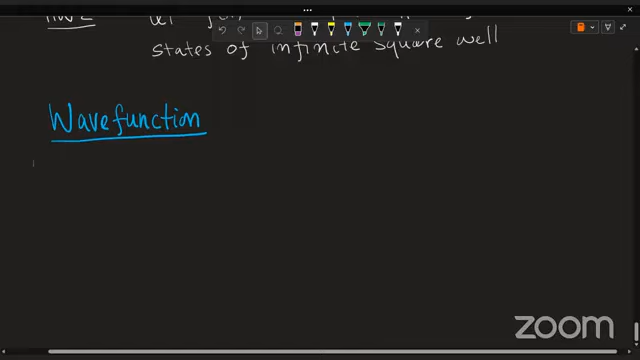 states of infinite square well
Wavefunction
zoom